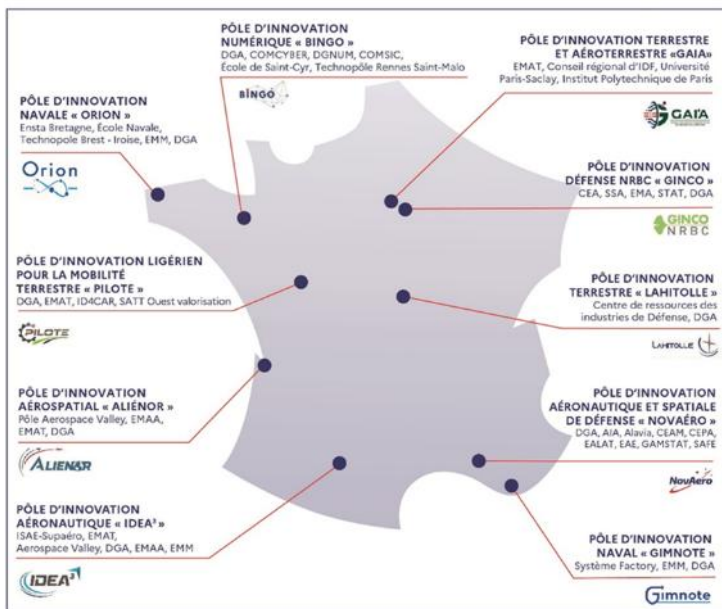 PÔLE D'INNOVATION
NUMÉRIQUE « BINGO »
DGA, COMCYBER, DGNUM, COMSIC,
École de Saint-Cyr, Technopôle Rennes Saint-Malo
BINGO
PÔLE D'INNOVATION TERRESTRE
ET AÉROTERRESTRE «GAIA»
EMAT, Conseil régional d'IDF, Université
Paris-Saclay, Institut Polytechnique de Paris
GAIA
PÔLE D'INNOVATION
NAVALE « ORION »
Ensta Bretagne, École Navale,
Technopole Brest - Iroise, EMM, DGA
Orion
PÔLE D'INNOVATION
DÉFENSE NRBC « GINCO »
CEA, SSA, EMA, STAT, DGA
GINCO
NRBC
PÔLE D'INNOVATION LIGÉRIEN
POUR LA MOBILITÉ
TERRESTRE « PILOTE »
DGA, EMAT, ID4CAR, SATT Ouest valorisation
PILOTE
PÔLE D'INNOVATION
TERRESTRE « LAHITOLLE »
Centre de ressources des
industries de Défense, DGA
LAHITOLLE
PÔLE D'INNOVATION
AÉROSPATIAL « ALIÉNOR »
Pôle Aerospace Valley, EMAA,
EMAT, DGA
ALIENOR
PÔLE D'INNOVATION
AÉRONAUTIQUE ET SPATIALE
DE DÉFENSE « NOVAÉRO »
DGA, AIA, Alavia, CEAM, CEPA,
EALAT, EAE, GAMSTAT, SAFE
NovAero
PÔLE D'INNOVATION
AÉRONAUTIQUE « IDEA³ »
ISAE-Supaéro, EMAT,
Aerospace Valley, DGA, EMAA, EMM
IDEA³
PÔLE D'INNOVATION
NAVAL « GIMNOTE »
Système Factory, EMM, DGA
Gimnote